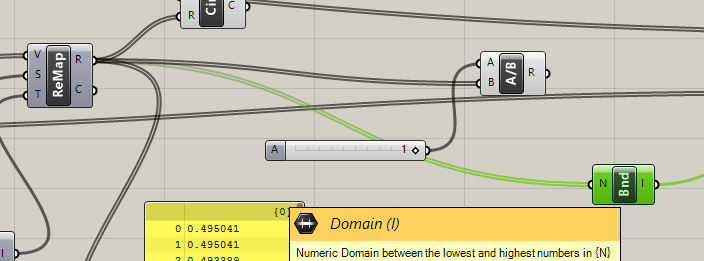 R
Cir
C
V
S
T
ReMap
R
C
A
B
A/B
R
A
1
N
Bnd
I
{0}
0 0.495041
1 0.495041
2 0.493389
I
Domain (I)
Numeric Domain between the lowest and highest numbers in {N}